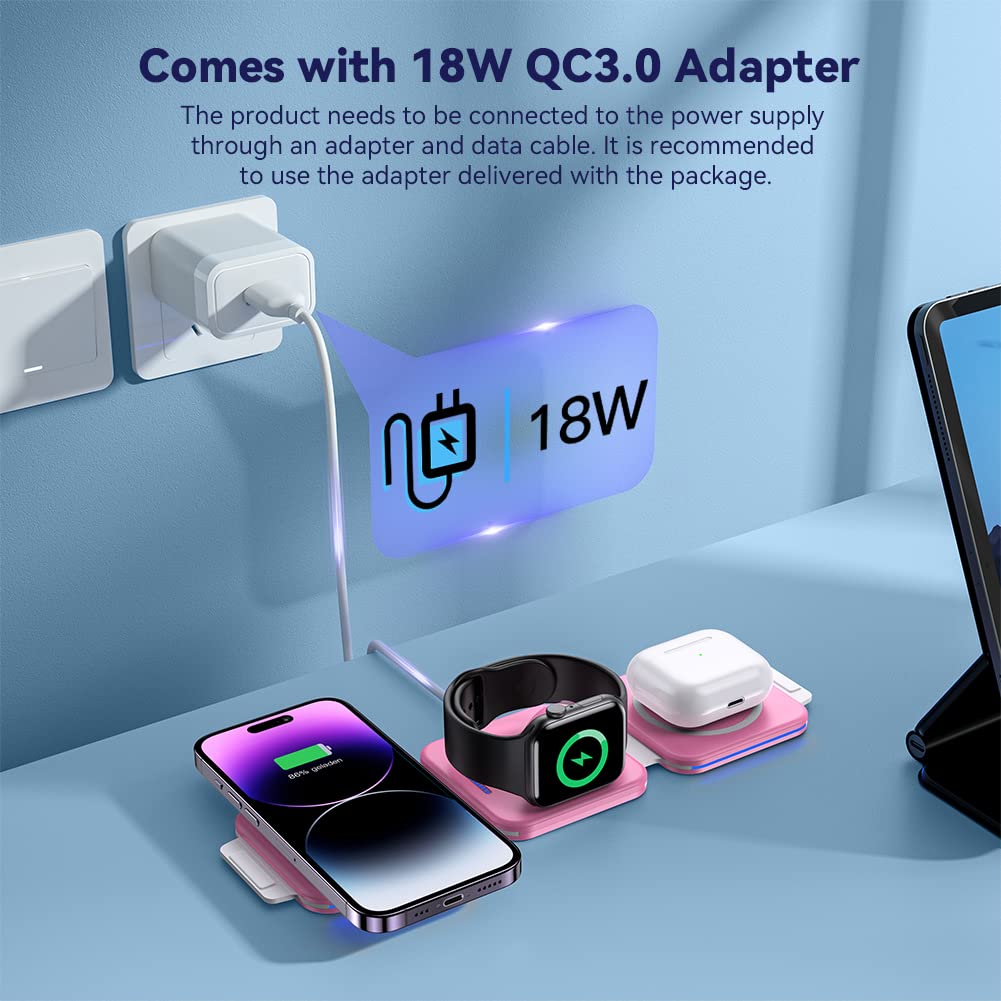 Comes with 18W QC3.0 Adapter
The product needs to be connected to the power supply
through an adapter and data cable. It is recommended
to use the adapter delivered with the package.
18W
86% geladen